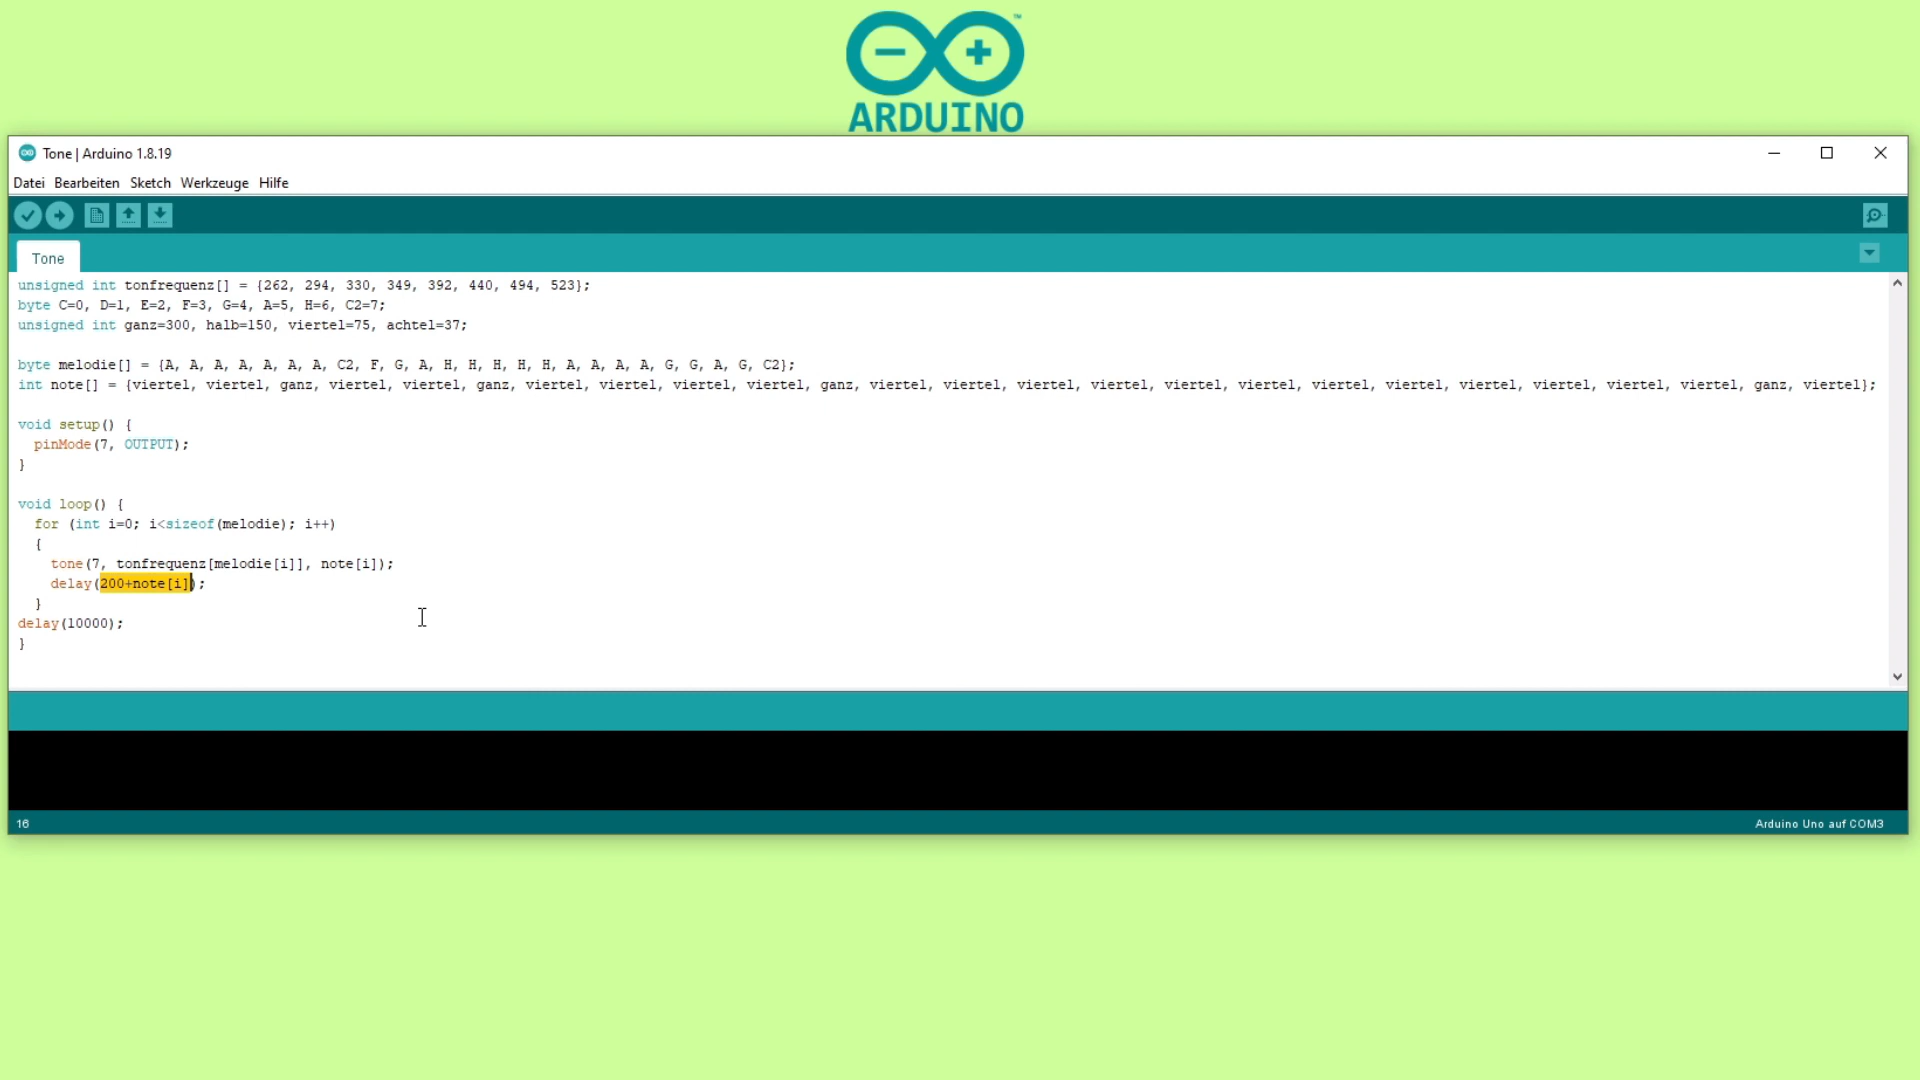 ARDUINO
Tone | Arduino 1.8.19
Datei Bearbeiten Sketch Werkzeuge Hilfe
Tone
unsigned int tonfrequenz[] = {262, 294, 330, 349, 392, 440, 494, 523};
byte C=0, D=1, E=2, F=3, G=4, A=5, H=6, C2=7;
unsigned int ganz=300, halb=150, viertel=75, achtel=37;
byte melodie[] = {A, A, A, A, A, A, A, C2, F, G, A, H, H, H, H, H, A, A, A, A, G, G, A, G, C2};
int note[] = {viertel, viertel, ganz, viertel, viertel, ganz, viertel, viertel, viertel, viertel, ganz, viertel, viertel, viertel, viertel, viertel, viertel, viertel, viertel, viertel, viertel, viertel, viertel, ganz, viertel};
void setup() {
pinMode(7, OUTPUT);
}
void loop() {
for (int i=0; i<sizeof(melodie); i++)
{
tone(7, tonfrequenz[melodie[i]], note[i]);
delay(200+note[i]);
}
delay(10000);
}
16
Arduino Uno auf COM3